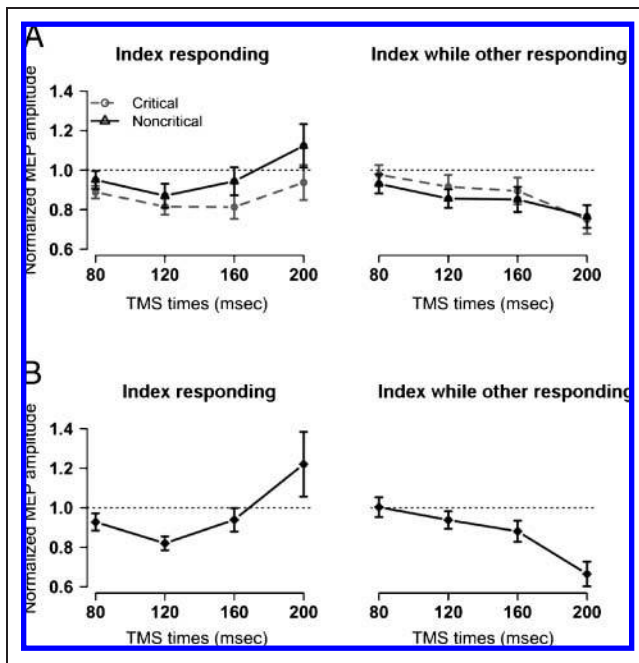 A
Index responding
Index while other responding
Normalized MEP amplitude
1.4
1.2
1.0
0.8
0.6
Critical
Noncritical
80 120 160 200
TMS times (msec)
80 120 160 200
TMS times (msec)
B
Index responding
Index while other responding
Normalized MEP amplitude
1.4
1.2
1.0
0.8
0.6
80 120 160 200
TMS times (msec)
80 120 160 200
TMS times (msec)